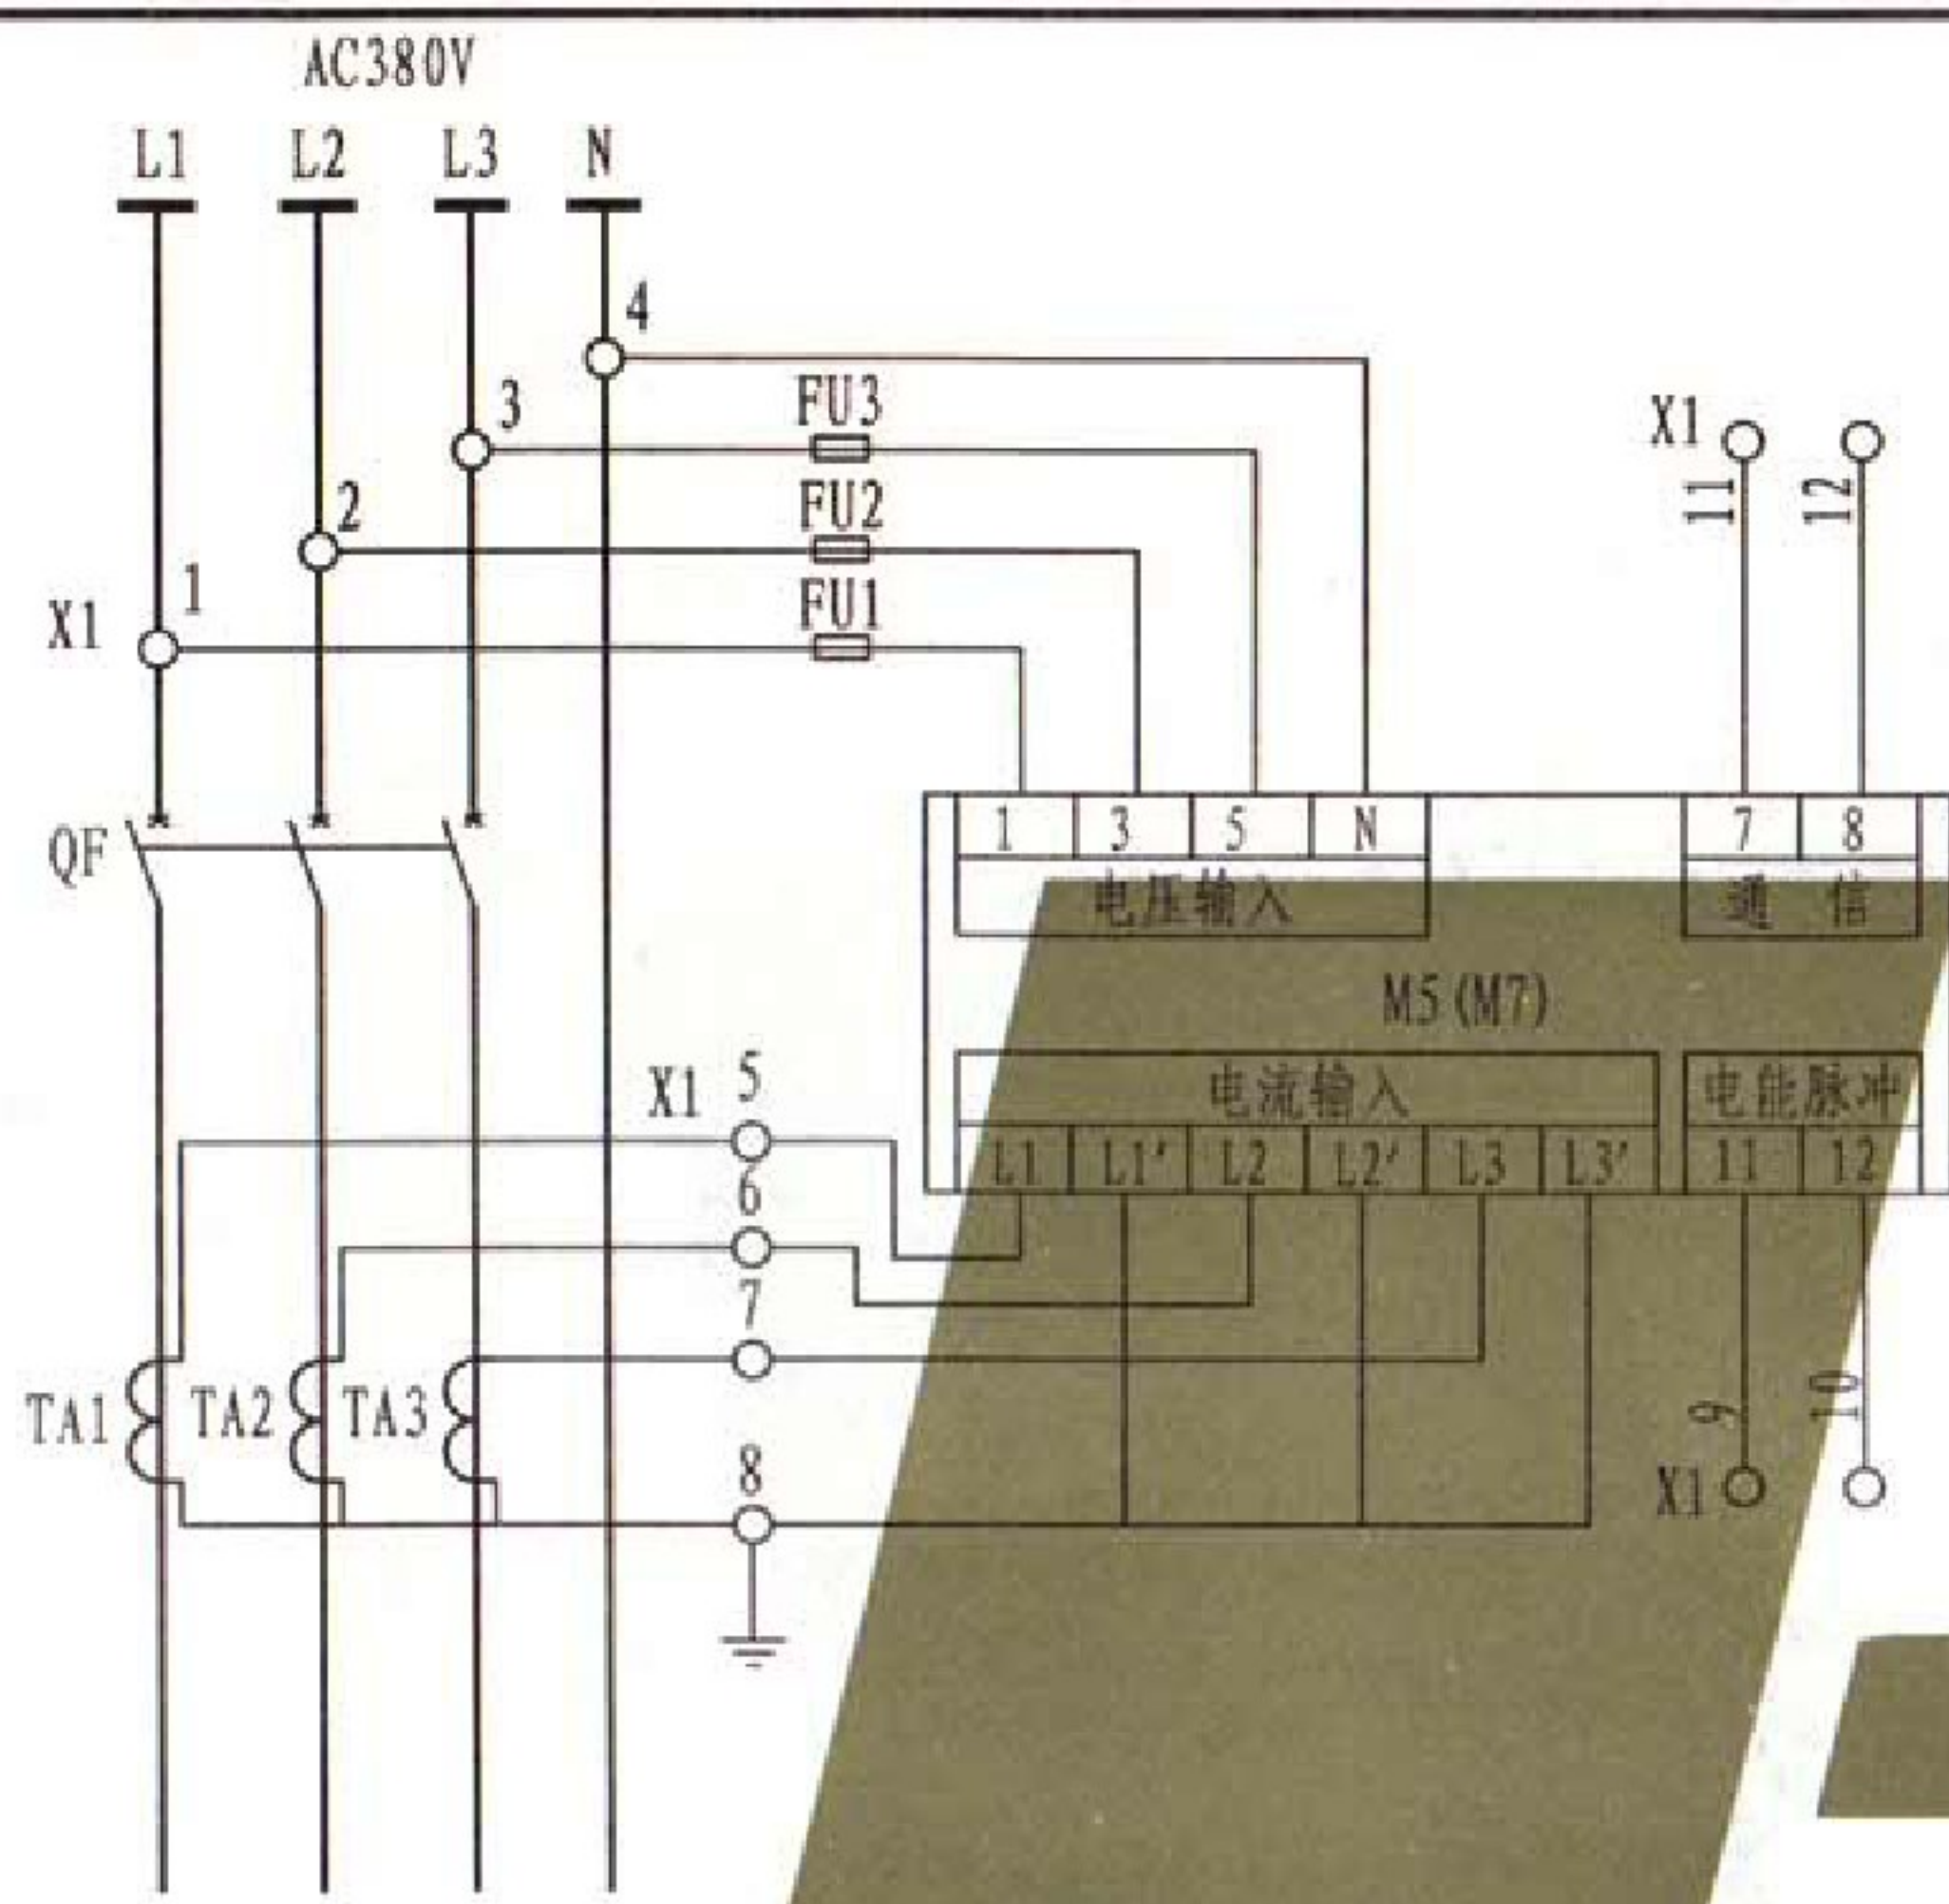 AC380V
L1 L2 L3 N
4
3 FU3
X1
11 12
2 FU2
1 FU1
X1
QF
1 3 5 N 7 8
电压输入 通信
M5(M7)
X1 5
电流输入 电能脉冲
L1 L1' L2 L2' L3 L3' 11 12
6
7
TA1 TA2 TA3
9 10
8
X1